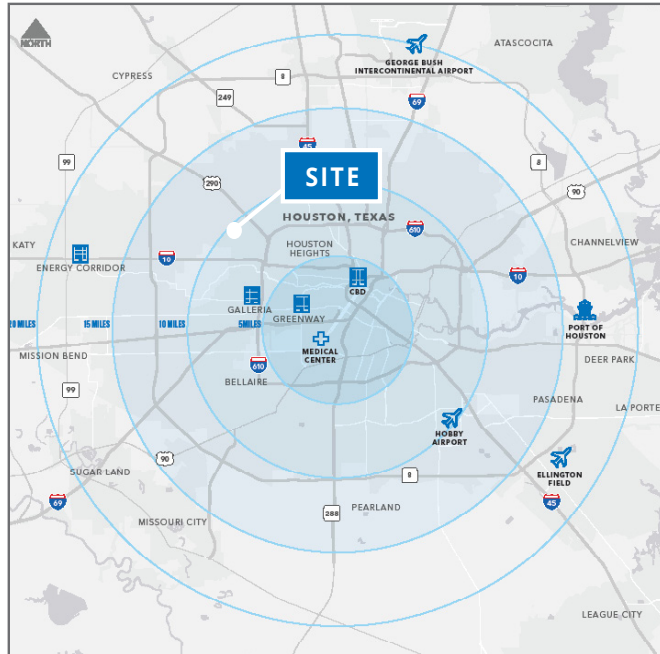 NORTH
GEORGE BUSH
INTERCONTINENTAL AIRPORT
ATASCOCITA
CYPRESS
8
249
69
45
99
8
290
90
SITE
HOUSTON, TEXAS
610
KATY
HOUSTON
HEIGHTS
CHANNELVIEW
ENERGY CORRIDOR
10
10
CBD
GALLERIA
GREENWAY
20 MILES
15 MILES
10 MILES
5MILES
PORT OF
HOUSTON
MEDICAL
CENTER
MISSION BEND
DEER PARK
610
BELLAIRE
99
PASADENA
LA PORTE
HOBBY
AIRPORT
90
SUGAR LAND
8
ELLINGTON
FIELD
69
45
PEARLAND
288
MISSOURI CITY
LEAGUE CITY